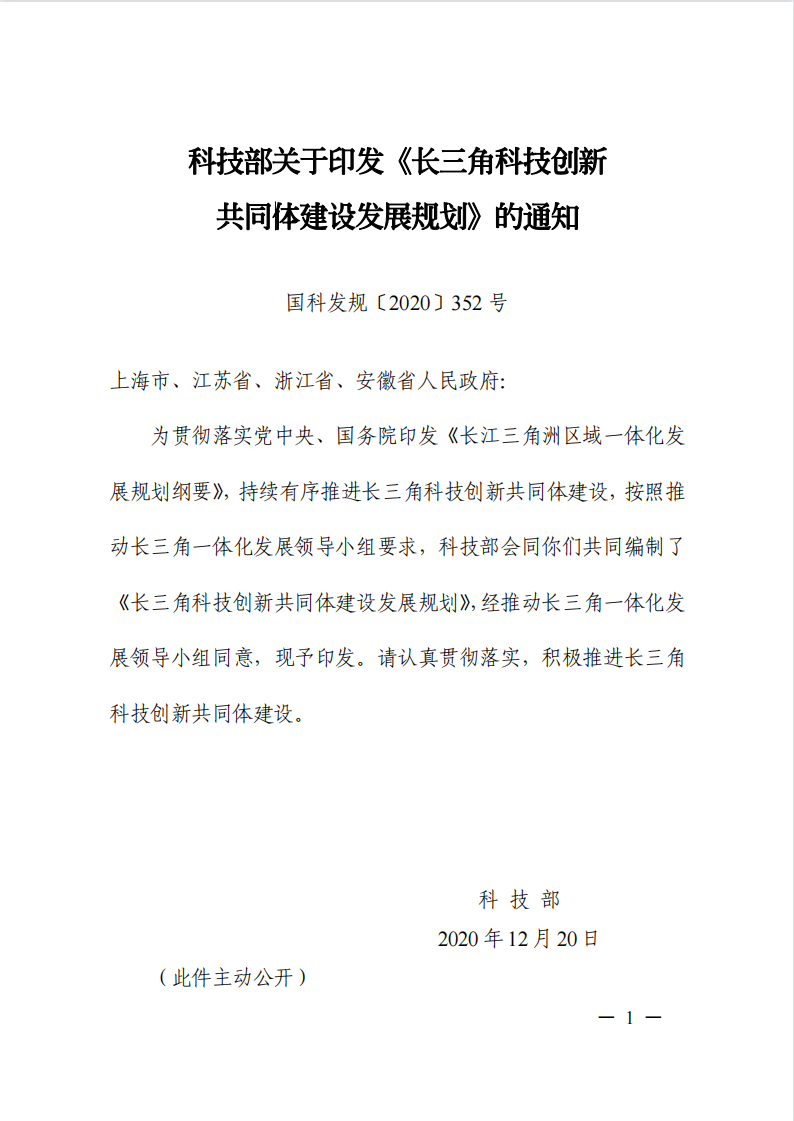 科技部关于印发《长三角科技创新
共同体建设发展规划》的通知
国科发规〔2020〕352 号
上海市、江苏省、浙江省、安徽省人民政府：
为贯彻落实党中央、国务院印发《长江三角洲区域一体化发
展规划纲要》，持续有序推进长三角科技创新共同体建设，按照推
动长三角一体化发展领导小组要求，科技部会同你们共同编制了
《长三角科技创新共同体建设发展规划》，经推动长三角一体化发
展领导小组同意，现予印发。请认真贯彻落实，积极推进长三角
科技创新共同体建设。
科 技 部
2020 年 12 月 20 日
（此件主动公开）
— 1 —